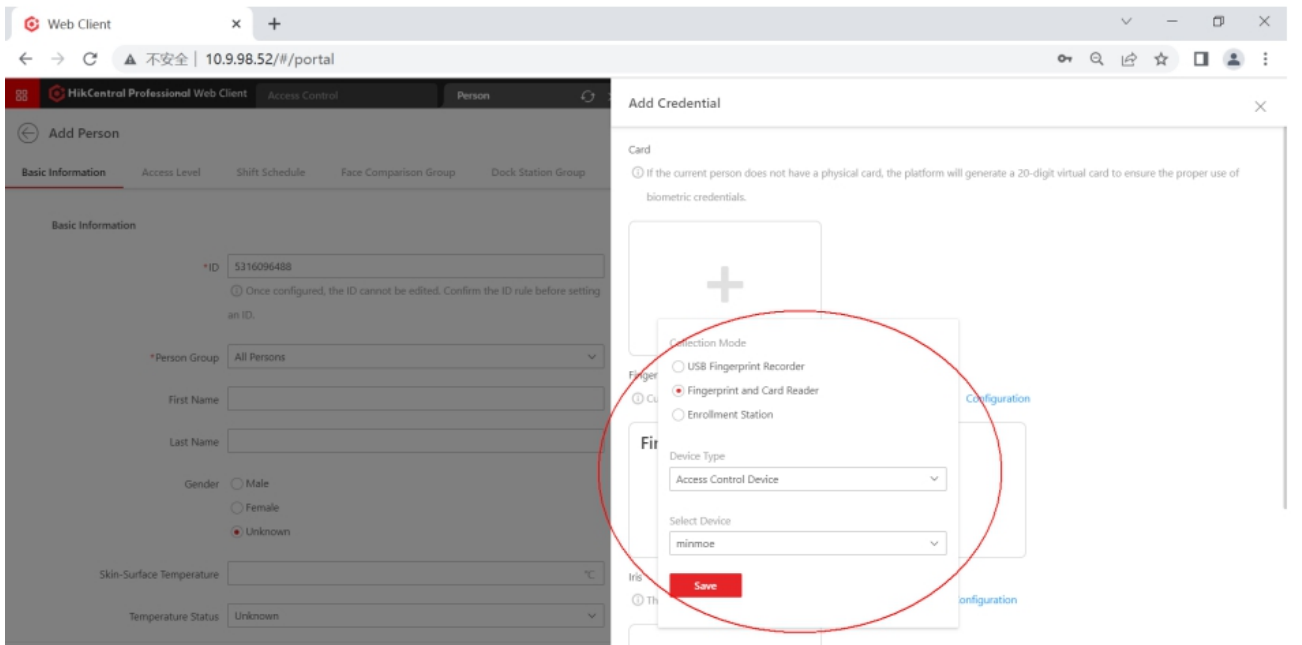 Web Client
不安全 | 10.9.98.52/#/portal
HikCentral Professional Web Client
Access Control
Person
Add Person
Basic Information
Access Level
Shift Schedule
Face Comparison Group
Dock Station Group
Basic Information
*ID
5316096488
Once configured, the ID cannot be edited. Confirm the ID rule before setting
an ID.
*Person Group
All Persons
First Name
Last Name
Gender
Male
Female
Unknown
Skin-Surface Temperature
℃
Temperature Status
Unknown
Add Credential
Card
If the current person does not have a physical card, the platform will generate a 20-digit virtual card to ensure the proper use of
biometric credentials.
Collection Mode
USB Fingerprint Recorder
Fingerprint and Card Reader
Enrollment Station
Device Type
Access Control Device
Select Device
minmoe
Save
Finger
Cu
Configuration
Fin
Iris
Th
onfiguration